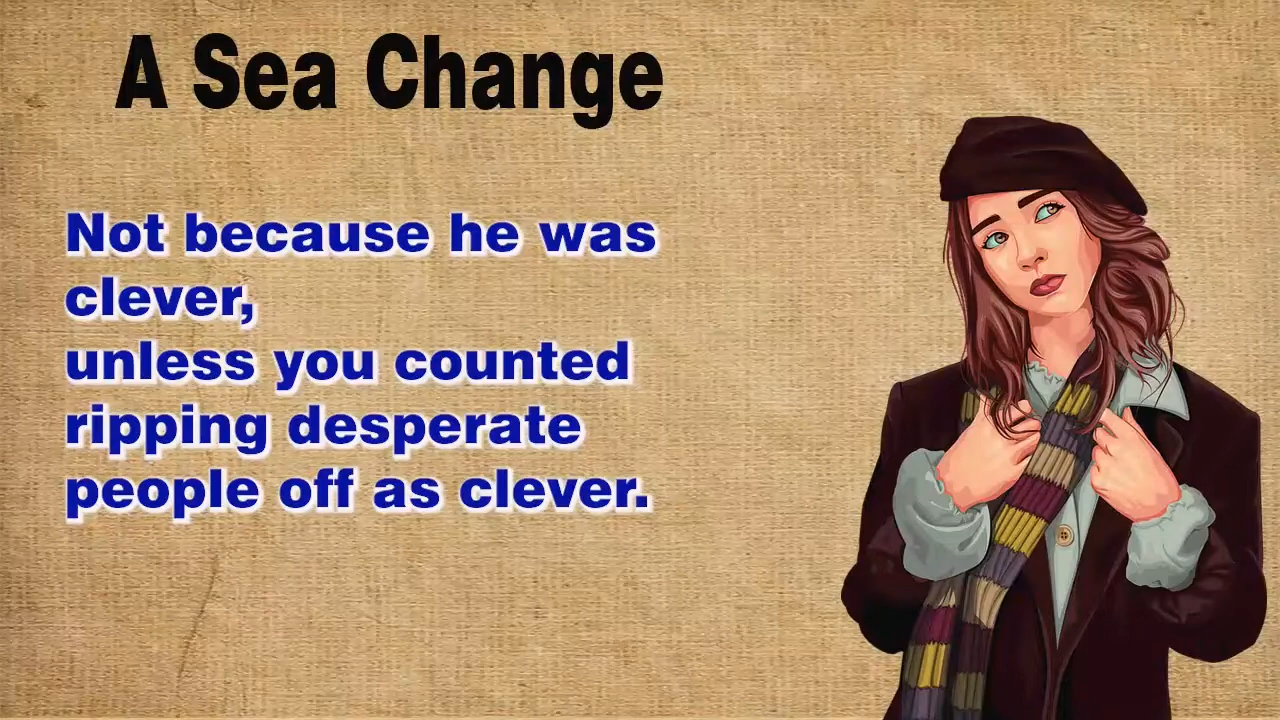 A Sea Change
Not because he was
clever,
unless you counted
ripping desperate
people off as clever.